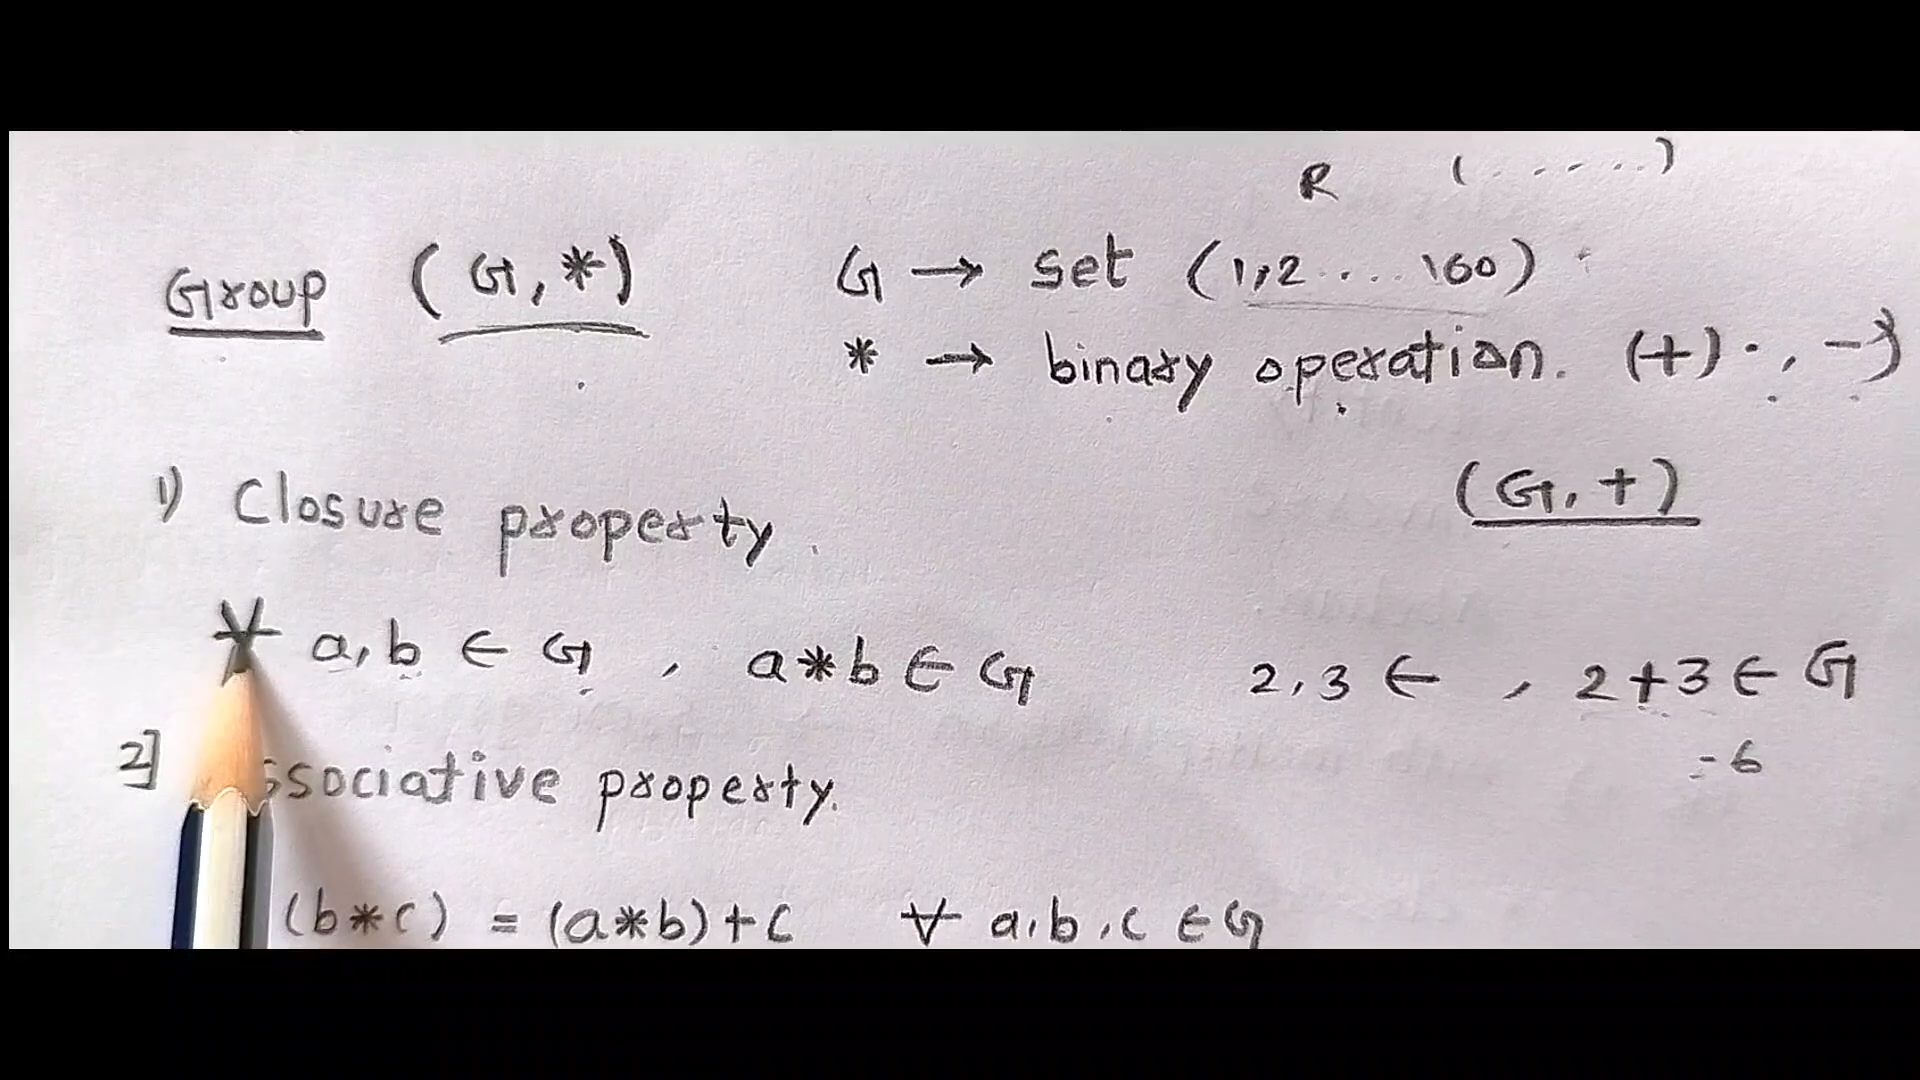 R (.....)
Group (G,*) G → set (1,2.... 100)
* → binary operation. (+) ·, -)
1) Closure property.
(G,+)
∀ a,b ∈ G, a*b ∈ G 2,3 ∈ , 2+3 ∈ G
2] ssociative property.
-6
(b*c) = (a*b)+c ∀ a,b,c ∈ G